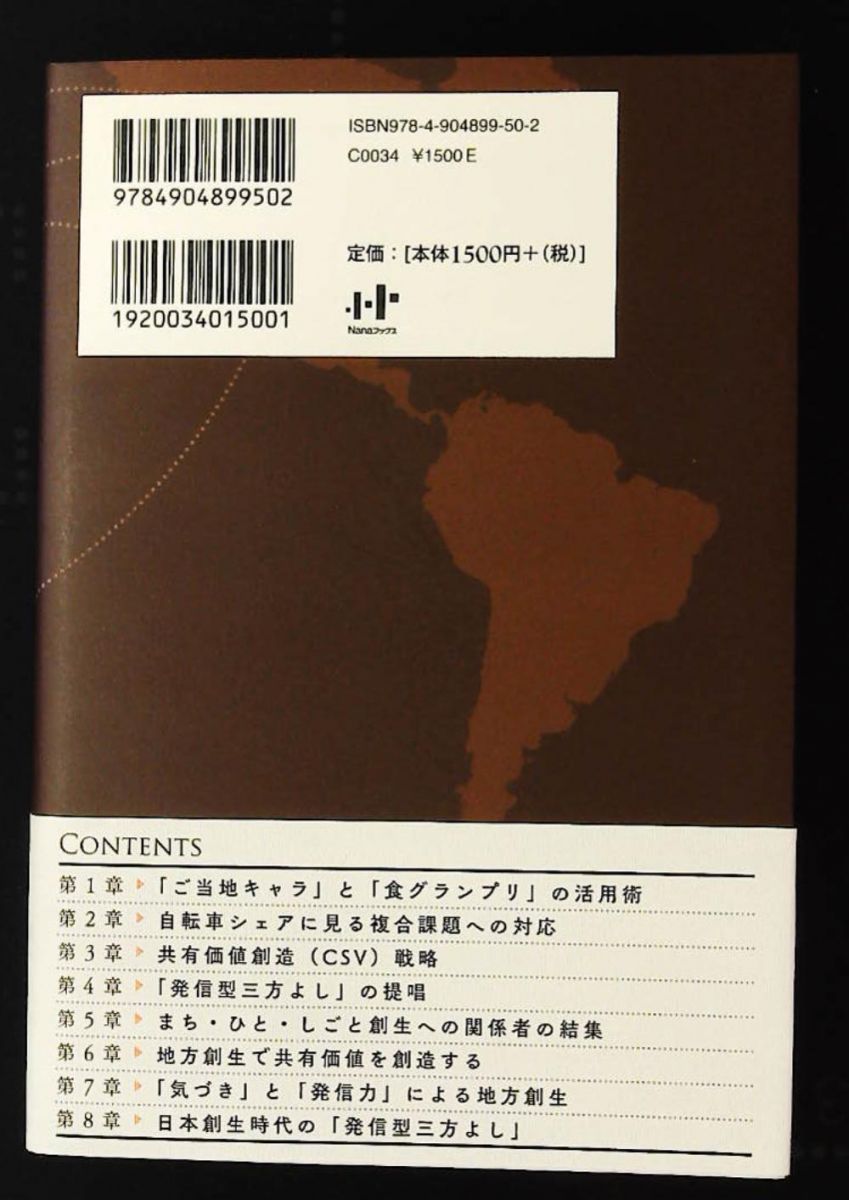 ISBN978-4-904899-50-2
C0034 ¥1500E
9784904899502
定価：[本体1500円＋(税)]
1920034015001
Nanaブックス
CONTENTS
第1章 ▶ 「ご当地キャラ」と「食グランプリ」の活用術
第2章 ▶ 自転車シェアに見る複合課題への対応
第3章 ▶ 共有価値創造（CSV）戦略
第4章 ▶ 「発信型三方よし」の提唱
第5章 ▶ まち・ひと・しごと創生への関係者の結集
第6章 ▶ 地方創生で共有価値を創造する
第7章 ▶ 「気づき」と「発信力」による地方創生
第8章 ▶ 日本創生時代の「発信型三方よし」